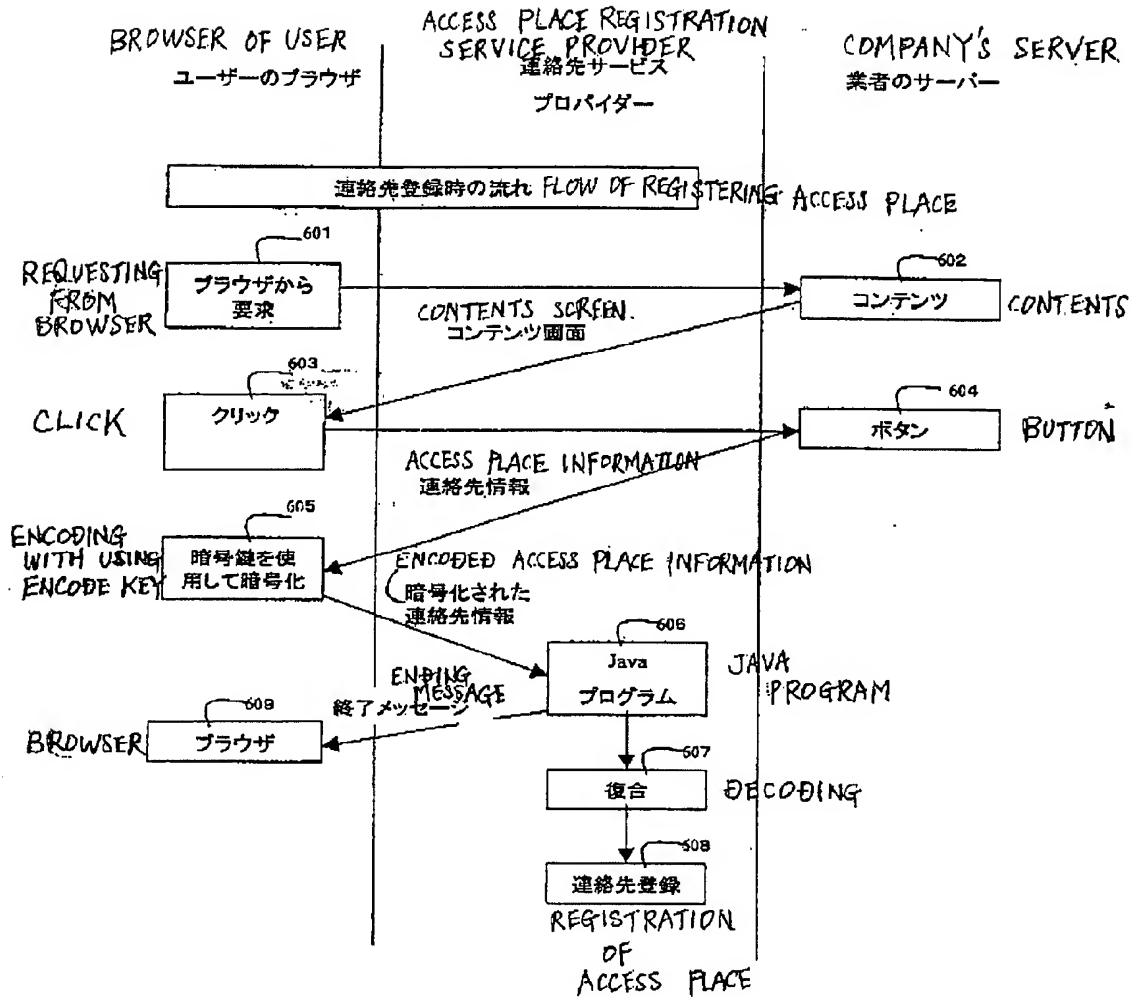 BROWSER OF USER
ユーザーのブラウザ
ACCESS PLACE REGISTRATION
SERVICE PROVIDER
連絡先サービス
プロバイダー
COMPANY'S SERVER
業者のサーバー
連絡先登録時の流れ FLOW OF REGISTERING ACCESS PLACE
601
REQUESTING
FROM
BROWSER
ブラウザから
要求
602
コンテンツ
CONTENTS
CONTENTS SCREEN.
コンテンツ画面
603
CLICK
クリック
604
ボタン
BUTTON
ACCESS PLACE INFORMATION
連絡先情報
605
ENCODING
WITH USING
ENCODE KEY
暗号鍵を使
用して暗号化
ENCODED ACCESS PLACE INFORMATION
暗号化された
連絡先情報
606
Java
プログラム
JAVA
PROGRAM
ENDING
MESSAGE
終了メッセージ
609
BROWSER
ブラウザ
607
復合
DECODING
608
連絡先登録
REGISTRATION
OF
ACCESS PLACE